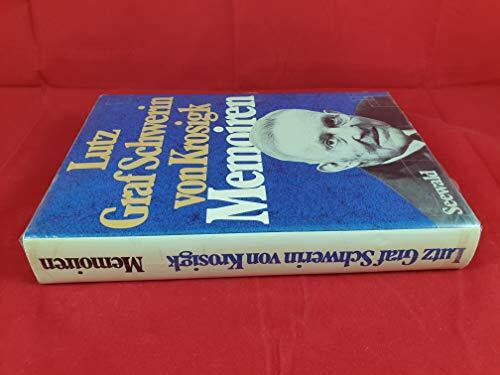 Lutz
Graf Schwerin
von Krosigk
Memoiren
Seewald
Lutz Graf Schwerin von Krosigk
Memoiren